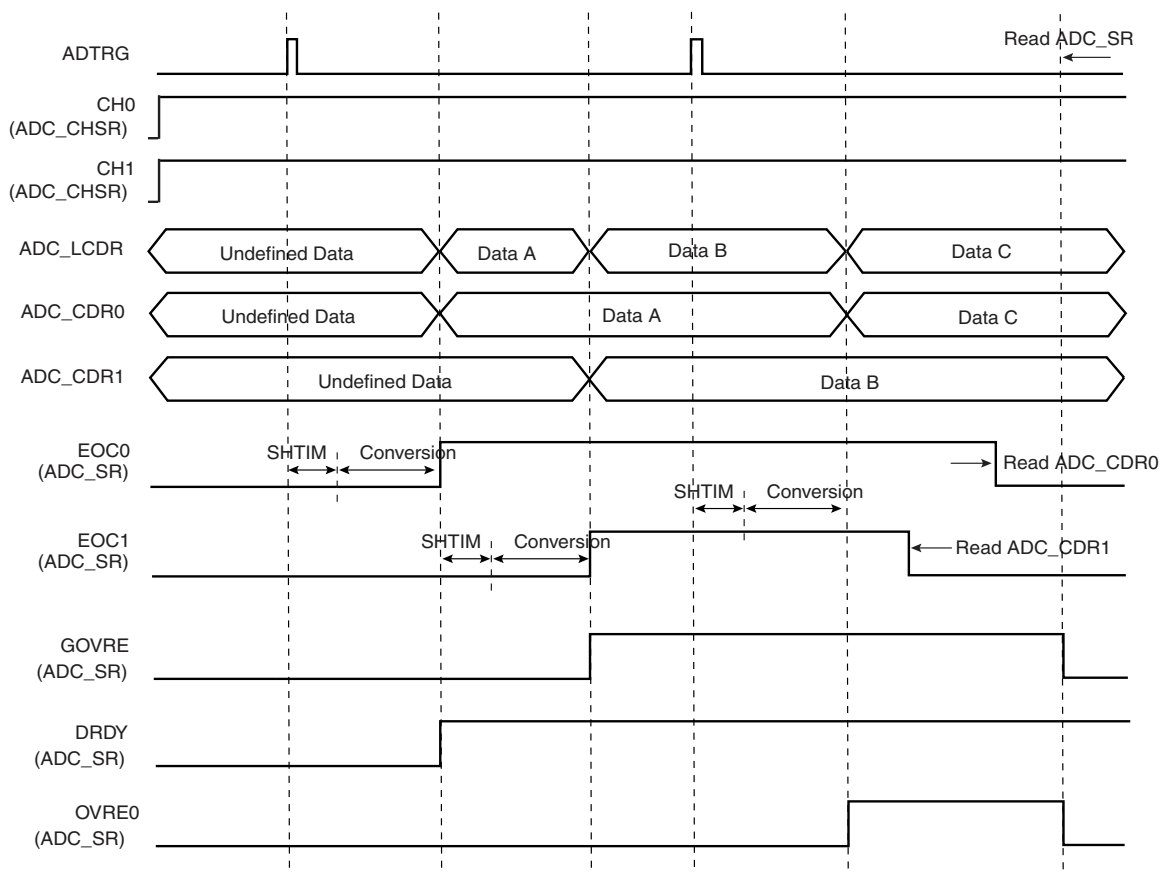 ADTRG
Read ADC_SR
CH0
(ADC_CHSR)
CH1
(ADC_CHSR)
ADC_LCDR
Undefined Data
Data A
Data B
Data C
ADC_CDR0
Undefined Data
Data A
Data C
ADC_CDR1
Undefined Data
Data B
EOC0
(ADC_SR)
SHTIM
Conversion
Read ADC_CDR0
SHTIM
Conversion
EOC1
(ADC_SR)
SHTIM
Conversion
Read ADC_CDR1
GOVRE
(ADC_SR)
DRDY
(ADC_SR)
OVRE0
(ADC_SR)